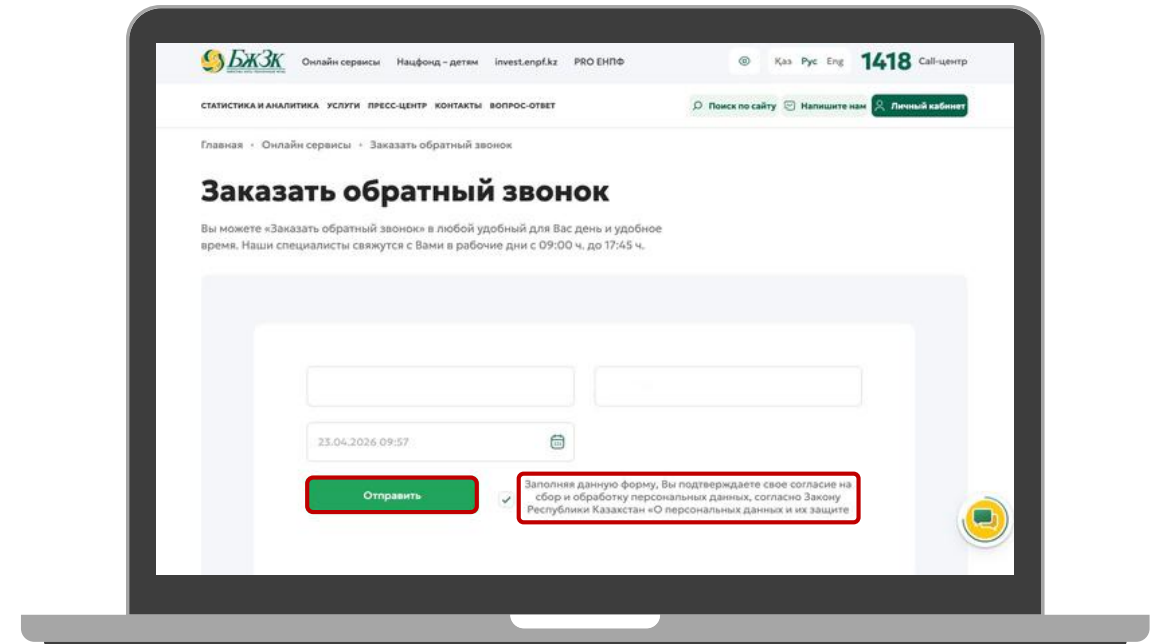 БжЗК Онлайн сервисы Нацфонд – детям invest.enpf.kz PRO ЕНПФ Қаз Рус Eng 1418 Call-центр
СТАТИСТИКА И АНАЛИТИКА УСЛУГИ ПРЕСС-ЦЕНТР КОНТАКТЫ ВОПРОС-ОТВЕТ Поиск по сайту Напишите нам Личный кабинет
Главная • Онлайн сервисы • Заказать обратный звонок
Заказать обратный звонок
Вы можете «Заказать обратный звонок» в любой удобный для Вас день и удобное
время. Наши специалисты свяжутся с Вами в рабочие дни с 09:00 ч. до 17:45 ч.
23.04.2026 09:57
Отправить
Заполняя данную форму, Вы подтверждаете свое согласие на
сбор и обработку персональных данных, согласно Закону
Республики Казахстан «О персональных данных и их защите